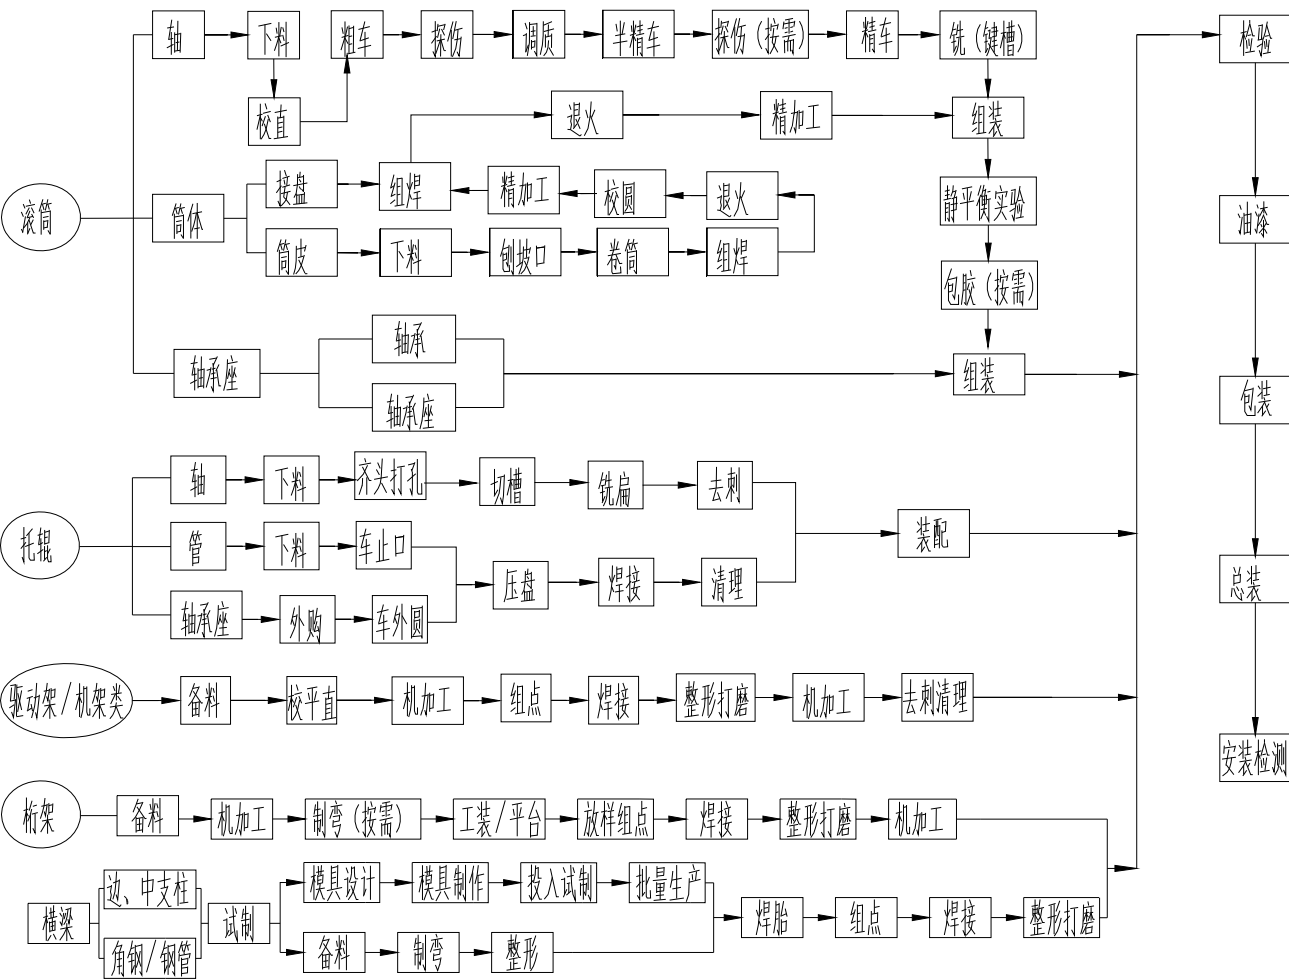 轴
下料
粗车
探伤
调质
半精车
探伤(按需)
精车
铣(键槽)
检验
校直
退火
精加工
组装
滚筒
筒体
接盘
组焊
精加工
校圆
退火
静平衡实验
油漆
筒皮
下料
刨坡口
卷筒
组焊
包胶(按需)
轴承座
轴承
轴承座
组装
包装
托辊
轴
下料
齐头打孔
切槽
铣扁
去刺
管
下料
车止口
装配
轴承座
外购
车外圆
压盘
焊接
清理
总装
驱动架/机架类
备料
校平直
机加工
组点
焊接
整形打磨
机加工
去刺清理
安装检测
桁架
备料
机加工
制弯(按需)
工装/平台
放样组点
焊接
整形打磨
机加工
横梁
边、中支柱
角钢/钢管
试制
模具设计
模具制作
投入试制
批量生产
备料
制弯
整形
焊胎
组点
焊接
整形打磨